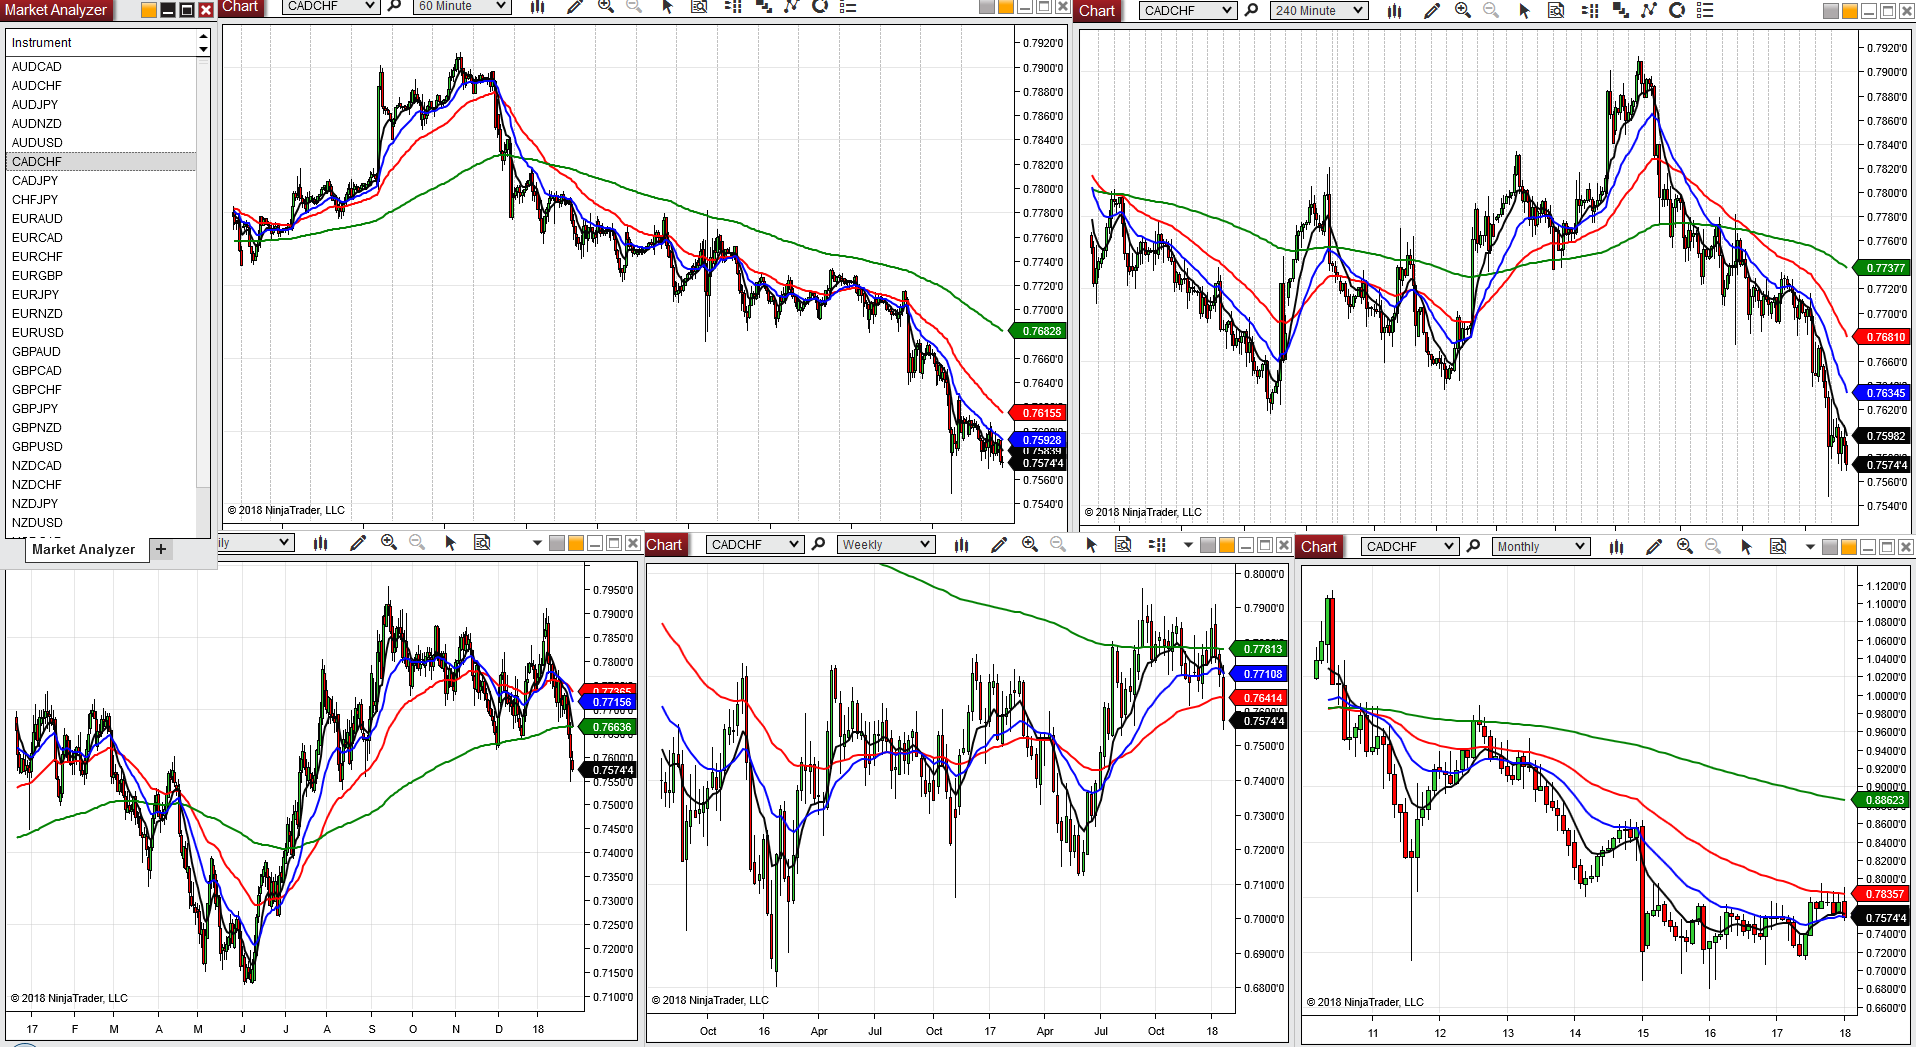 Market Analyzer
Instrument
AUDCAD
AUDCHF
AUDJPY
AUDNZD
AUDUSD
CADCHF
CADJPY
CHFJPY
EURAUD
EURCAD
EURCHF
EURGBP
EURJPY
EURNZD
EURUSD
GBPAUD
GBPCAD
GBPCHF
GBPJPY
GBPNZD
GBPUSD
NZDCAD
NZDCHF
NZDJPY
NZDUSD
Market Analyzer
+
Chart
CADCHF
60 Minute
0.7920'0
0.7900'0
0.7880'0
0.7860'0
0.7840'0
0.7820'0
0.7800'0
0.7780'0
0.7760'0
0.7740'0
0.7720'0
0.7700'0
0.76828
0.7660'0
0.7640'0
0.76155
0.75928
0.75839
0.7574'4
0.7560'0
0.7540'0
© 2018 NinjaTrader, LLC
Chart
CADCHF
240 Minute
0.7920'0
0.7900'0
0.7880'0
0.7860'0
0.7840'0
0.7820'0
0.7800'0
0.7780'0
0.7760'0
0.77377
0.7720'0
0.7700'0
0.76810
0.7660'0
0.76345
0.7620'0
0.75982
0.7574'4
0.7560'0
0.7540'0
© 2018 NinjaTrader, LLC
ily
0.7950'0
0.7900'0
0.7850'0
0.7800'0
0.77365
0.77156
0.76636
0.7574'4
0.7550'0
0.7500'0
0.7450'0
0.7400'0
0.7350'0
0.7300'0
0.7250'0
0.7200'0
0.7150'0
0.7100'0
© 2018 NinjaTrader, LLC
17 F M A M J J A S O N D 18
Chart
CADCHF
Weekly
0.8000'0
0.7900'0
0.77813
0.77108
0.76414
0.7574'4
0.7500'0
0.7400'0
0.7300'0
0.7200'0
0.7100'0
0.7000'0
0.6900'0
0.6800'0
© 2018 NinjaTrader, LLC
Oct 16 Apr Jul Oct 17 Apr Jul Oct 18
Chart
CADCHF
Monthly
1.1200'0
1.1000'0
1.0800'0
1.0600'0
1.0400'0
1.0200'0
1.0000'0
0.9800'0
0.9600'0
0.9400'0
0.9200'0
0.9000'0
0.88623
0.8600'0
0.8400'0
0.8200'0
0.8000'0
0.78357
0.7574'4
0.7400'0
0.7200'0
0.7000'0
0.6800'0
0.6600'0
© 2018 NinjaTrader, LLC
11 12 13 14 15 16 17 18